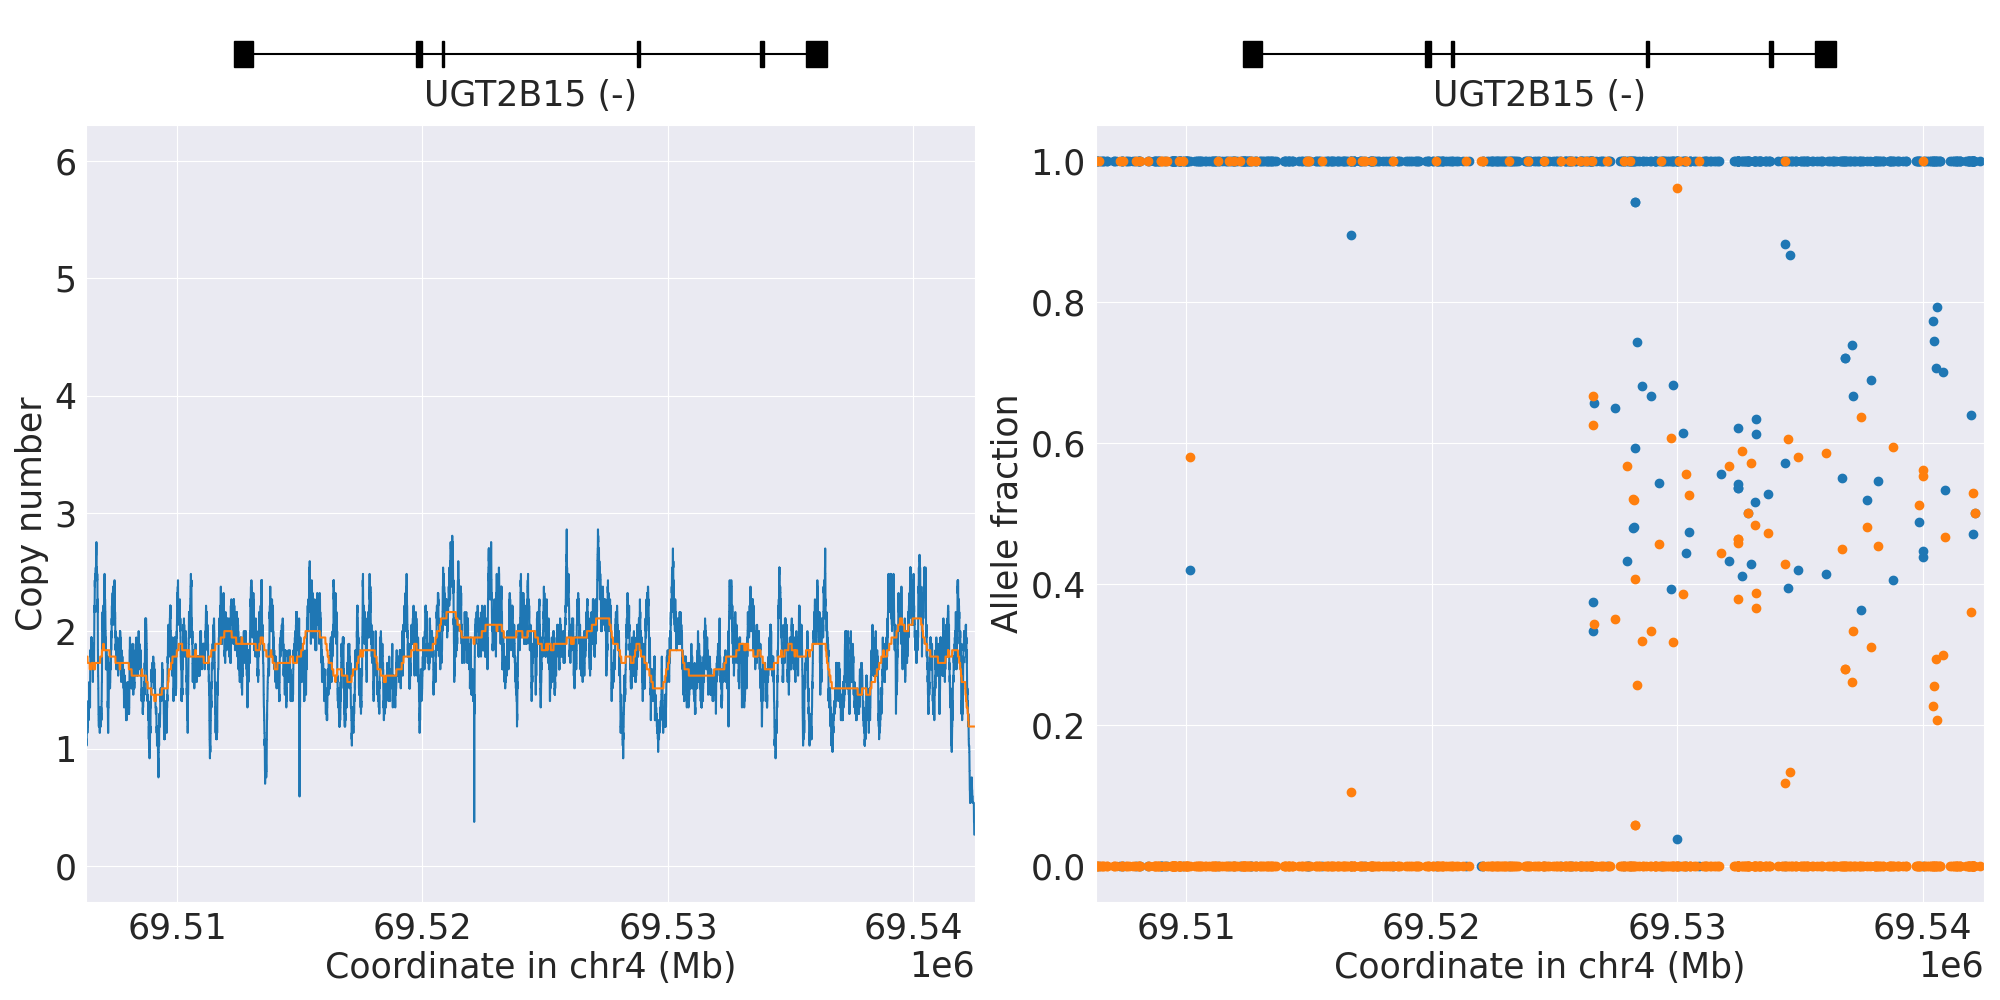 UGT2B15 (-)
6
5
4
3
2
1
0
Copy number
69.51 69.52 69.53 69.54
Coordinate in chr4 (Mb)
1e6
UGT2B15 (-)
1.0
0.8
0.6
0.4
0.2
0.0
Allele fraction
69.51 69.52 69.53 69.54
Coordinate in chr4 (Mb)
1e6